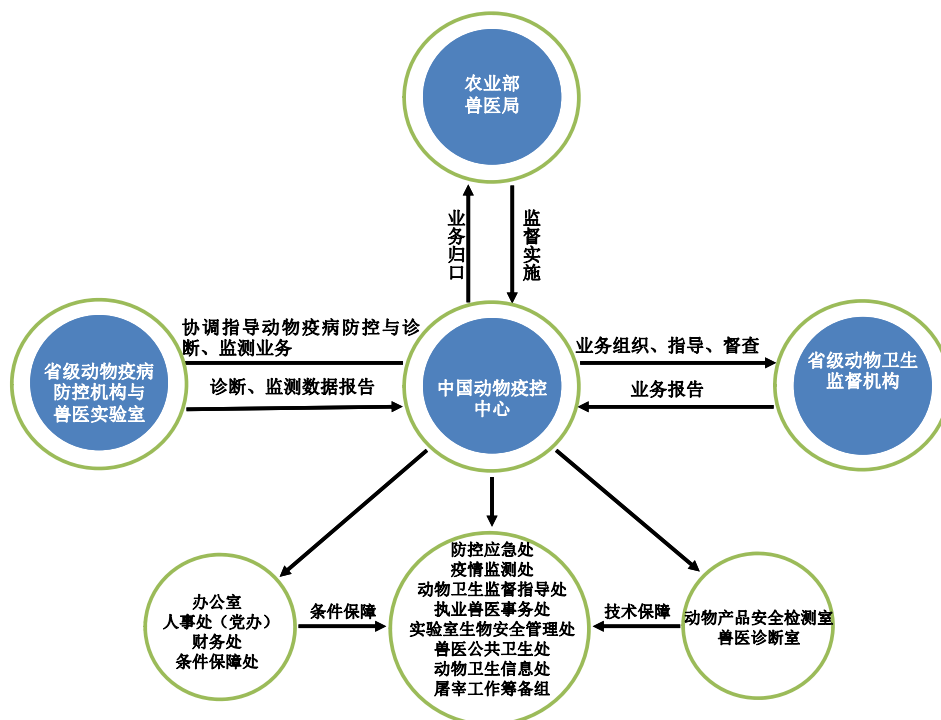 农业部
兽医局
业务归口
监督实施
协调指导动物疫病防控与诊
断、监测业务
诊断、监测数据报告
省级动物疫病
防控机构与
兽医实验室
中国动物疫控
中心
业务组织、指导、督查
业务报告
省级动物卫生
监督机构
办公室
人事处（党办）
财务处
条件保障处
条件保障
防控应急处
疫情监测处
动物卫生监督指导处
执业兽医事务处
实验室生物安全管理处
兽医公共卫生处
动物卫生信息处
屠宰工作筹备组
技术保障
动物产品安全检测室
兽医诊断室